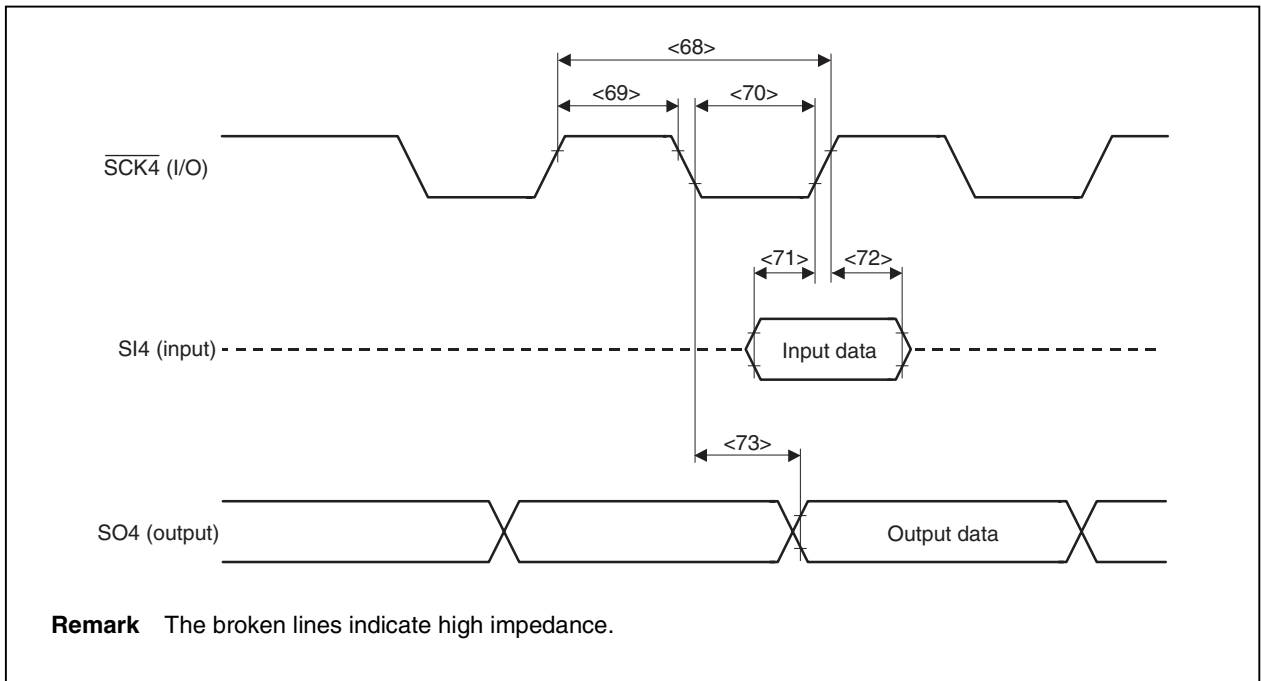 <68>
<69> <70>
S̅C̅K̅4̅ (I/O)
<71> <72>
SI4 (input) Input data
<73>
SO4 (output) Output data
Remark The broken lines indicate high impedance.